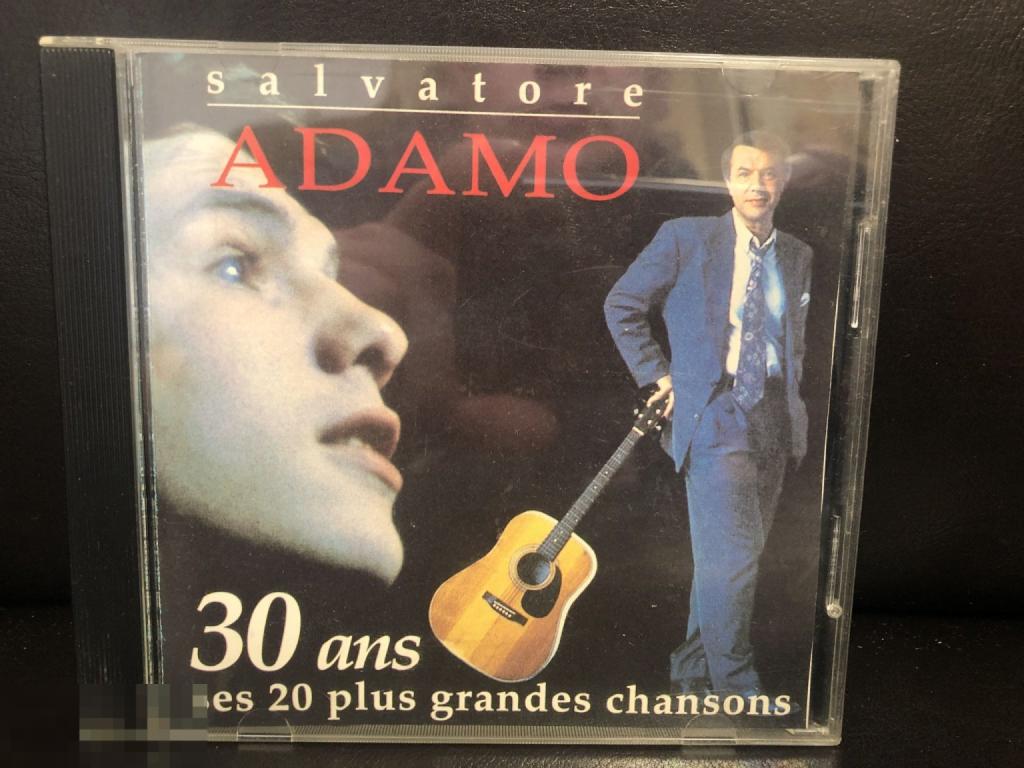 salvatore
ADAMO
30 ans
es 20 plus grandes chansons